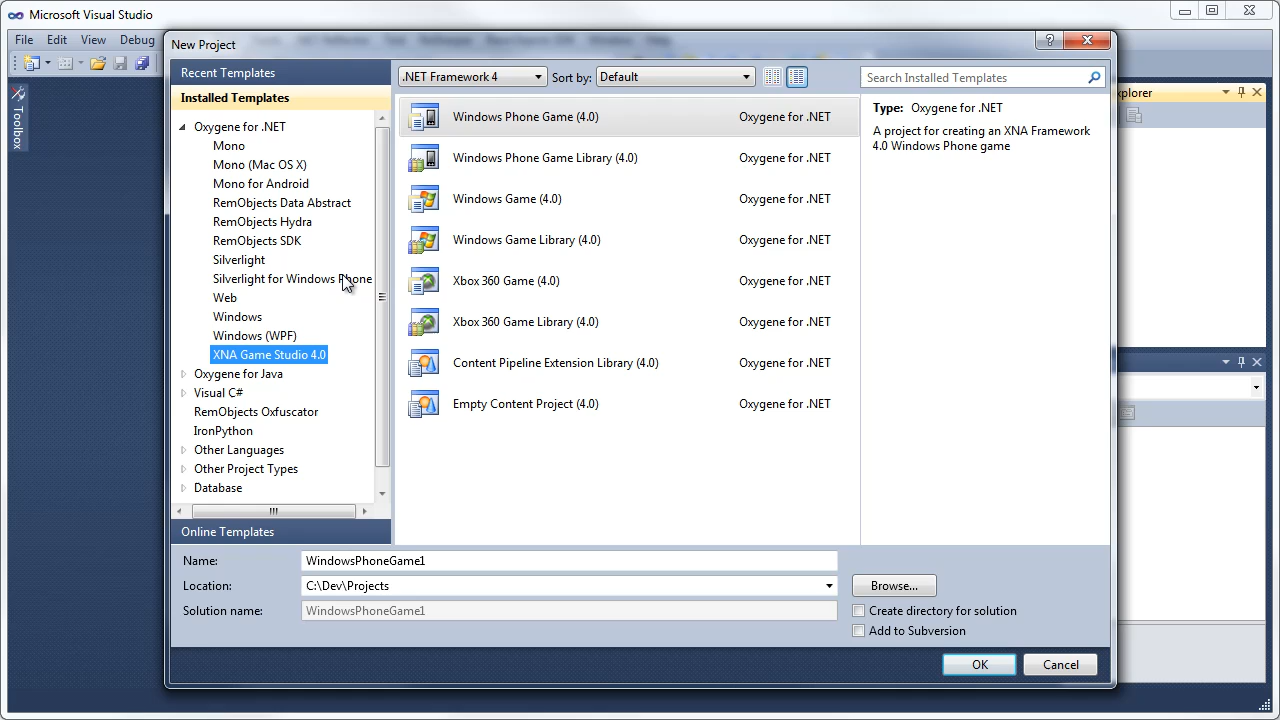 Microsoft Visual Studio
File Edit View Debug
New Project
Recent Templates
Installed Templates
.NET Framework 4
Sort by: Default
Search Installed Templates
Oxygene for .NET
Mono
Mono (Mac OS X)
Mono for Android
RemObjects Data Abstract
RemObjects Hydra
RemObjects SDK
Silverlight
Silverlight for Windows Phone
Web
Windows
Windows (WPF)
XNA Game Studio 4.0
Oxygene for Java
Visual C#
RemObjects Oxfuscator
IronPython
Other Languages
Other Project Types
Database
Online Templates
Windows Phone Game (4.0) Oxygene for .NET
Windows Phone Game Library (4.0) Oxygene for .NET
Windows Game (4.0) Oxygene for .NET
Windows Game Library (4.0) Oxygene for .NET
Xbox 360 Game (4.0) Oxygene for .NET
Xbox 360 Game Library (4.0) Oxygene for .NET
Content Pipeline Extension Library (4.0) Oxygene for .NET
Empty Content Project (4.0) Oxygene for .NET
Type: Oxygene for .NET
A project for creating an XNA Framework
4.0 Windows Phone game
Name: WindowsPhoneGame1
Location: C:\Dev\Projects
Browse...
Solution name: WindowsPhoneGame1
Create directory for solution
Add to Subversion
OK Cancel
Toolbox
xplorer